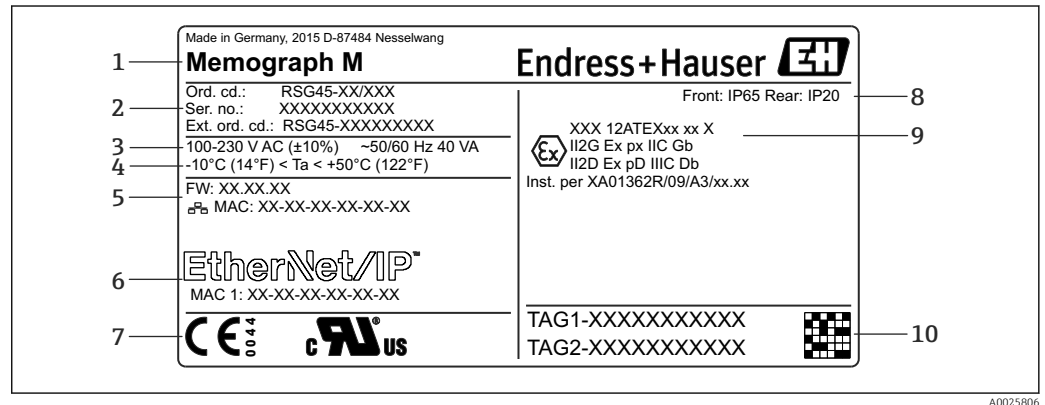 Made in Germany, 2015 D-87484 Nesselwang
Memograph M
Endress+Hauser EH
1
Ord. cd.: RSG45-XX/XXX
2
Ser. no.: XXXXXXXXXXX
Ext. ord. cd.: RSG45-XXXXXXXXX
3
100-230 V AC (±10%) ~50/60 Hz 40 VA
4
-10°C (14°F) < Ta < +50°C (122°F)
5
FW: XX.XX.XX
MAC: XX-XX-XX-XX-XX-XX
6
EtherNet/IP™
MAC 1: XX-XX-XX-XX-XX-XX
7
CE 0044
c RU® US
Front: IP65 Rear: IP20
8
XXX 12ATEXxx xx X
9
Ex
II2G Ex px IIC Gb
II2D Ex pD IIIC Db
Inst. per XA01362R/09/A3/xx.xx
TAG1-XXXXXXXXXXX
TAG2-XXXXXXXXXXX
10
A0025806